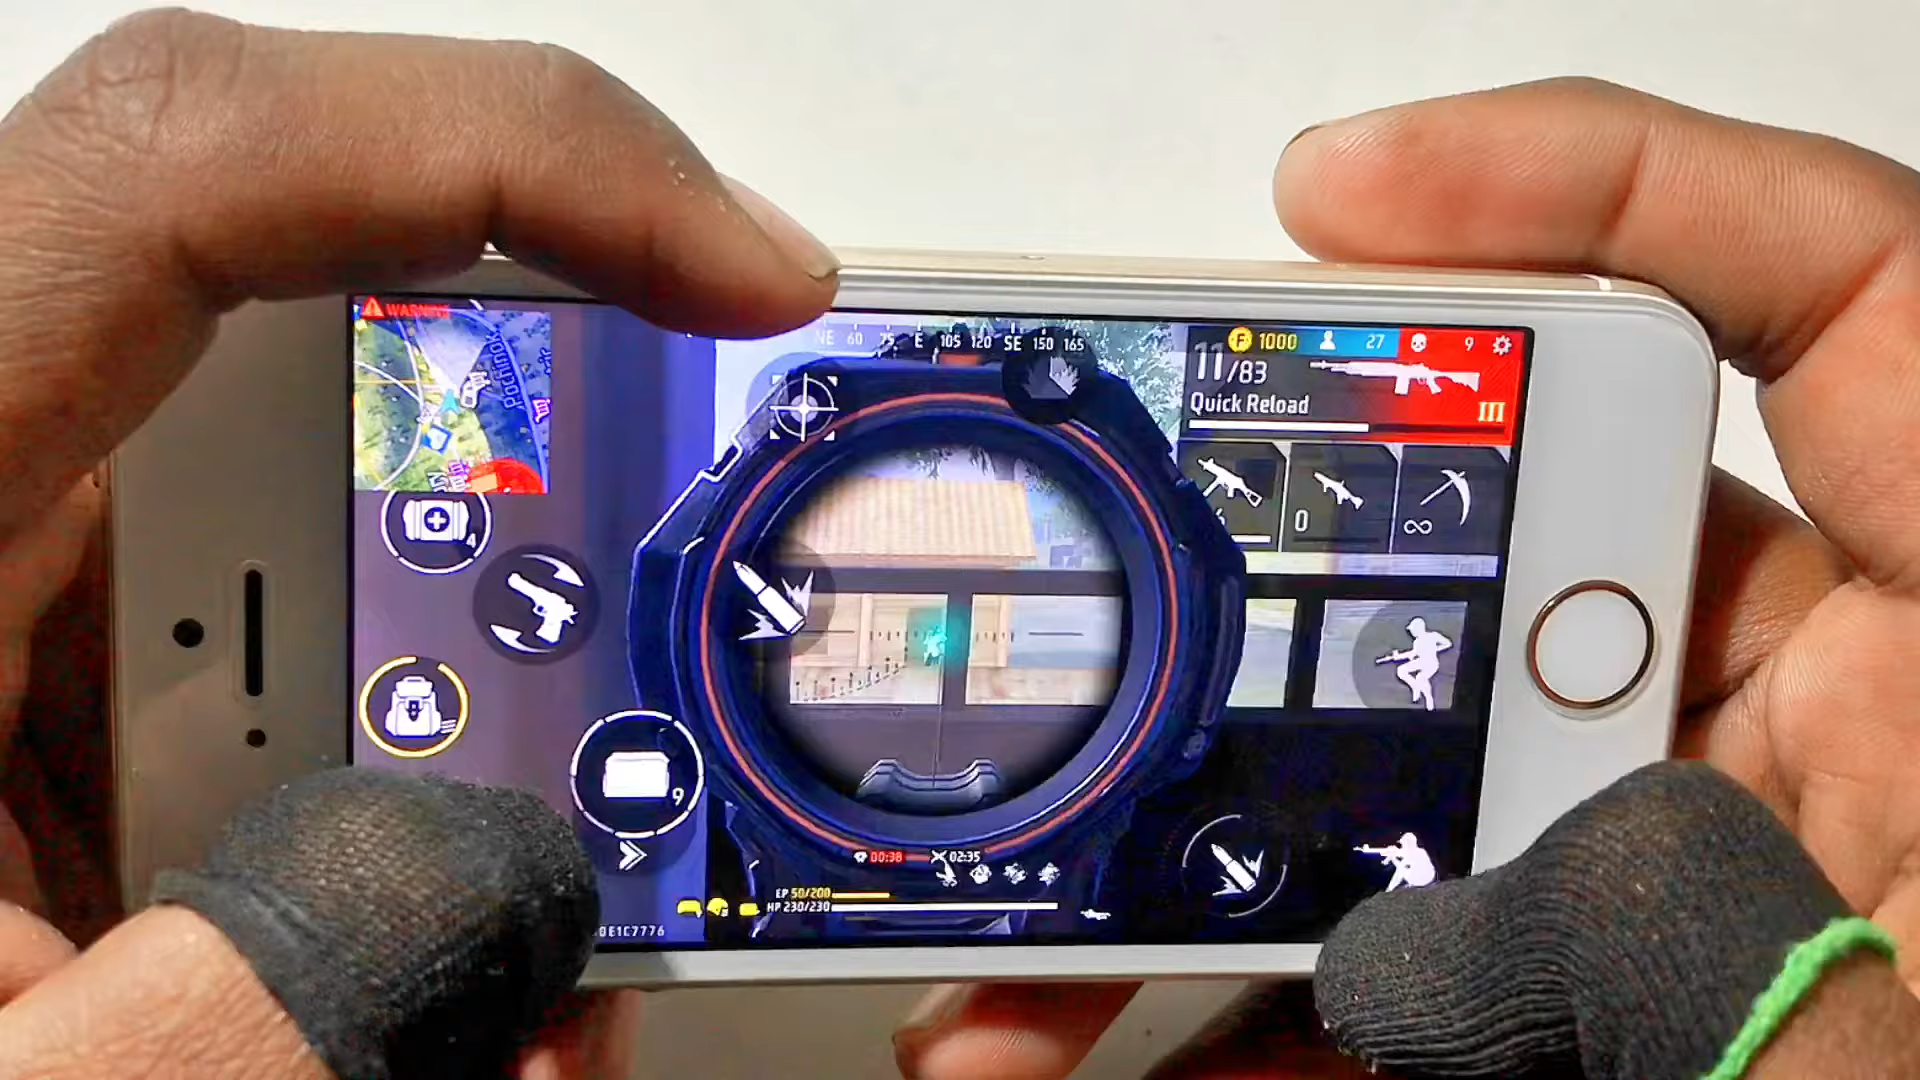 WARNING
Pochinok
NE 60 75 E 105 120 SE 150 165
F 1000 27 9
11/83
Quick Reload
III
0
∞
4
9
00:38 02:35
EP 50/200
HP 230/230
0E1C7776